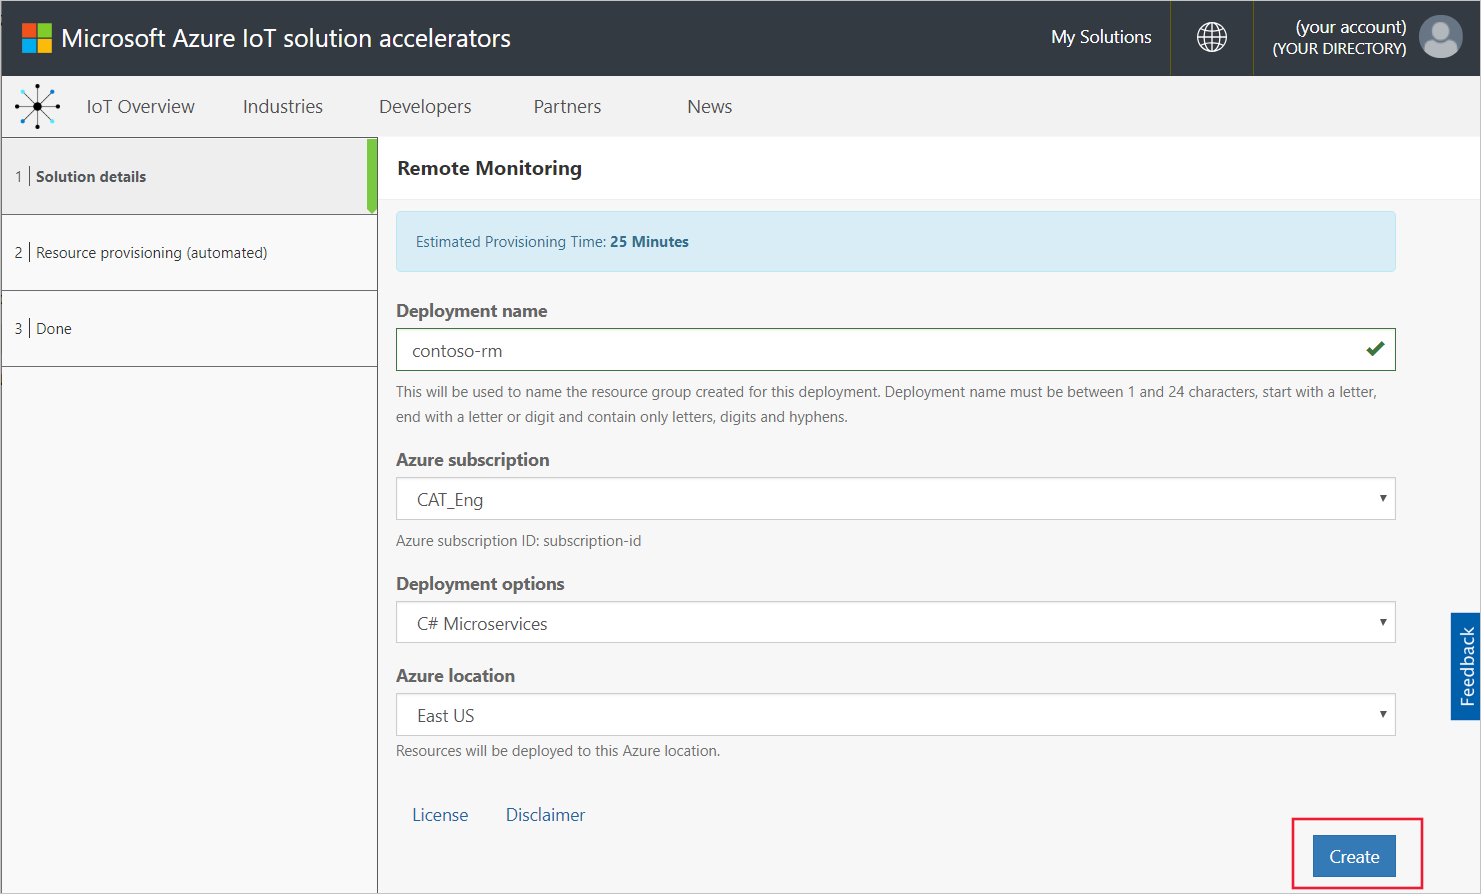 Microsoft Azure IoT solution accelerators
My Solutions
(your account)
(YOUR DIRECTORY)
IoT Overview
Industries
Developers
Partners
News
1 Solution details
2 Resource provisioning (automated)
3 Done
Remote Monitoring
Estimated Provisioning Time: 25 Minutes
Deployment name
contoso-rm
This will be used to name the resource group created for this deployment. Deployment name must be between 1 and 24 characters, start with a letter,
end with a letter or digit and contain only letters, digits and hyphens.
Azure subscription
CAT_Eng
Azure subscription ID: subscription-id
Deployment options
C# Microservices
Azure location
East US
Resources will be deployed to this Azure location.
License
Disclaimer
Create
Feedback